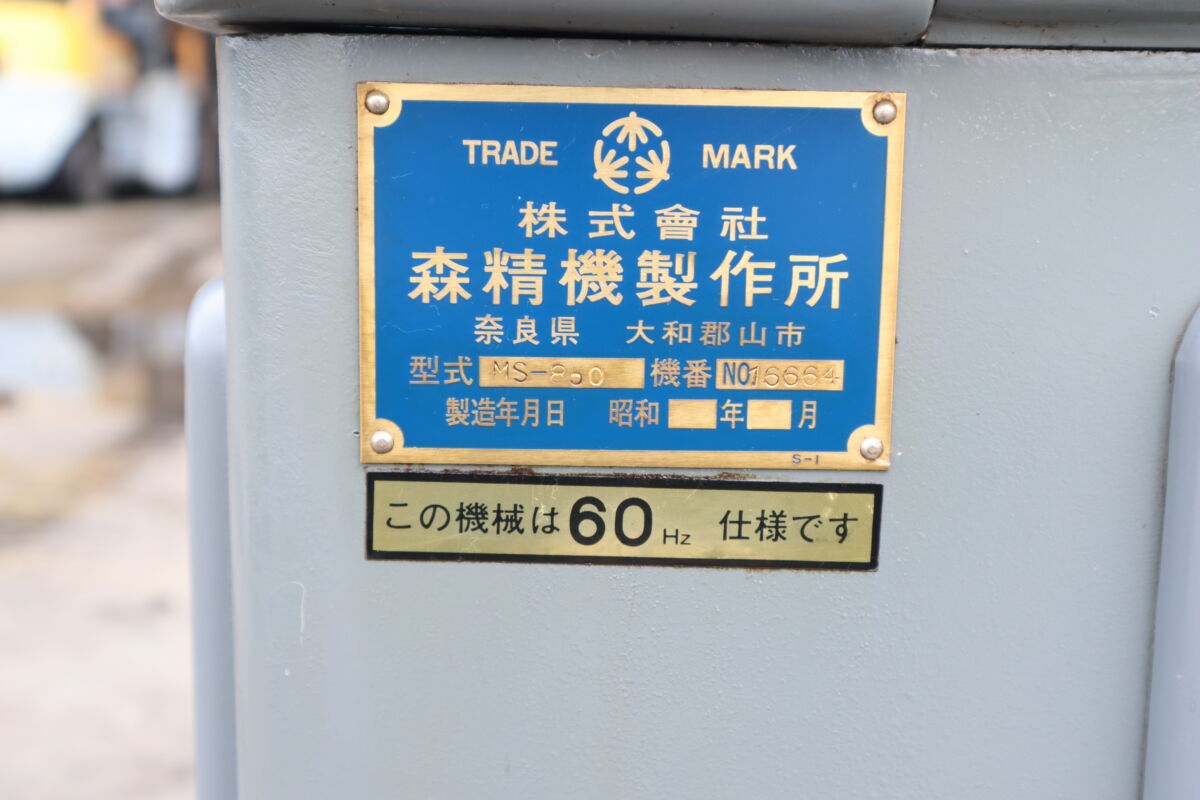 TRADE MARK
株式會社
森精機製作所
奈良県 大和郡山市
型式 MS-850 機番 NO16664
製造年月日 昭和 年 月
S-1
この機械は60Hz 仕様です